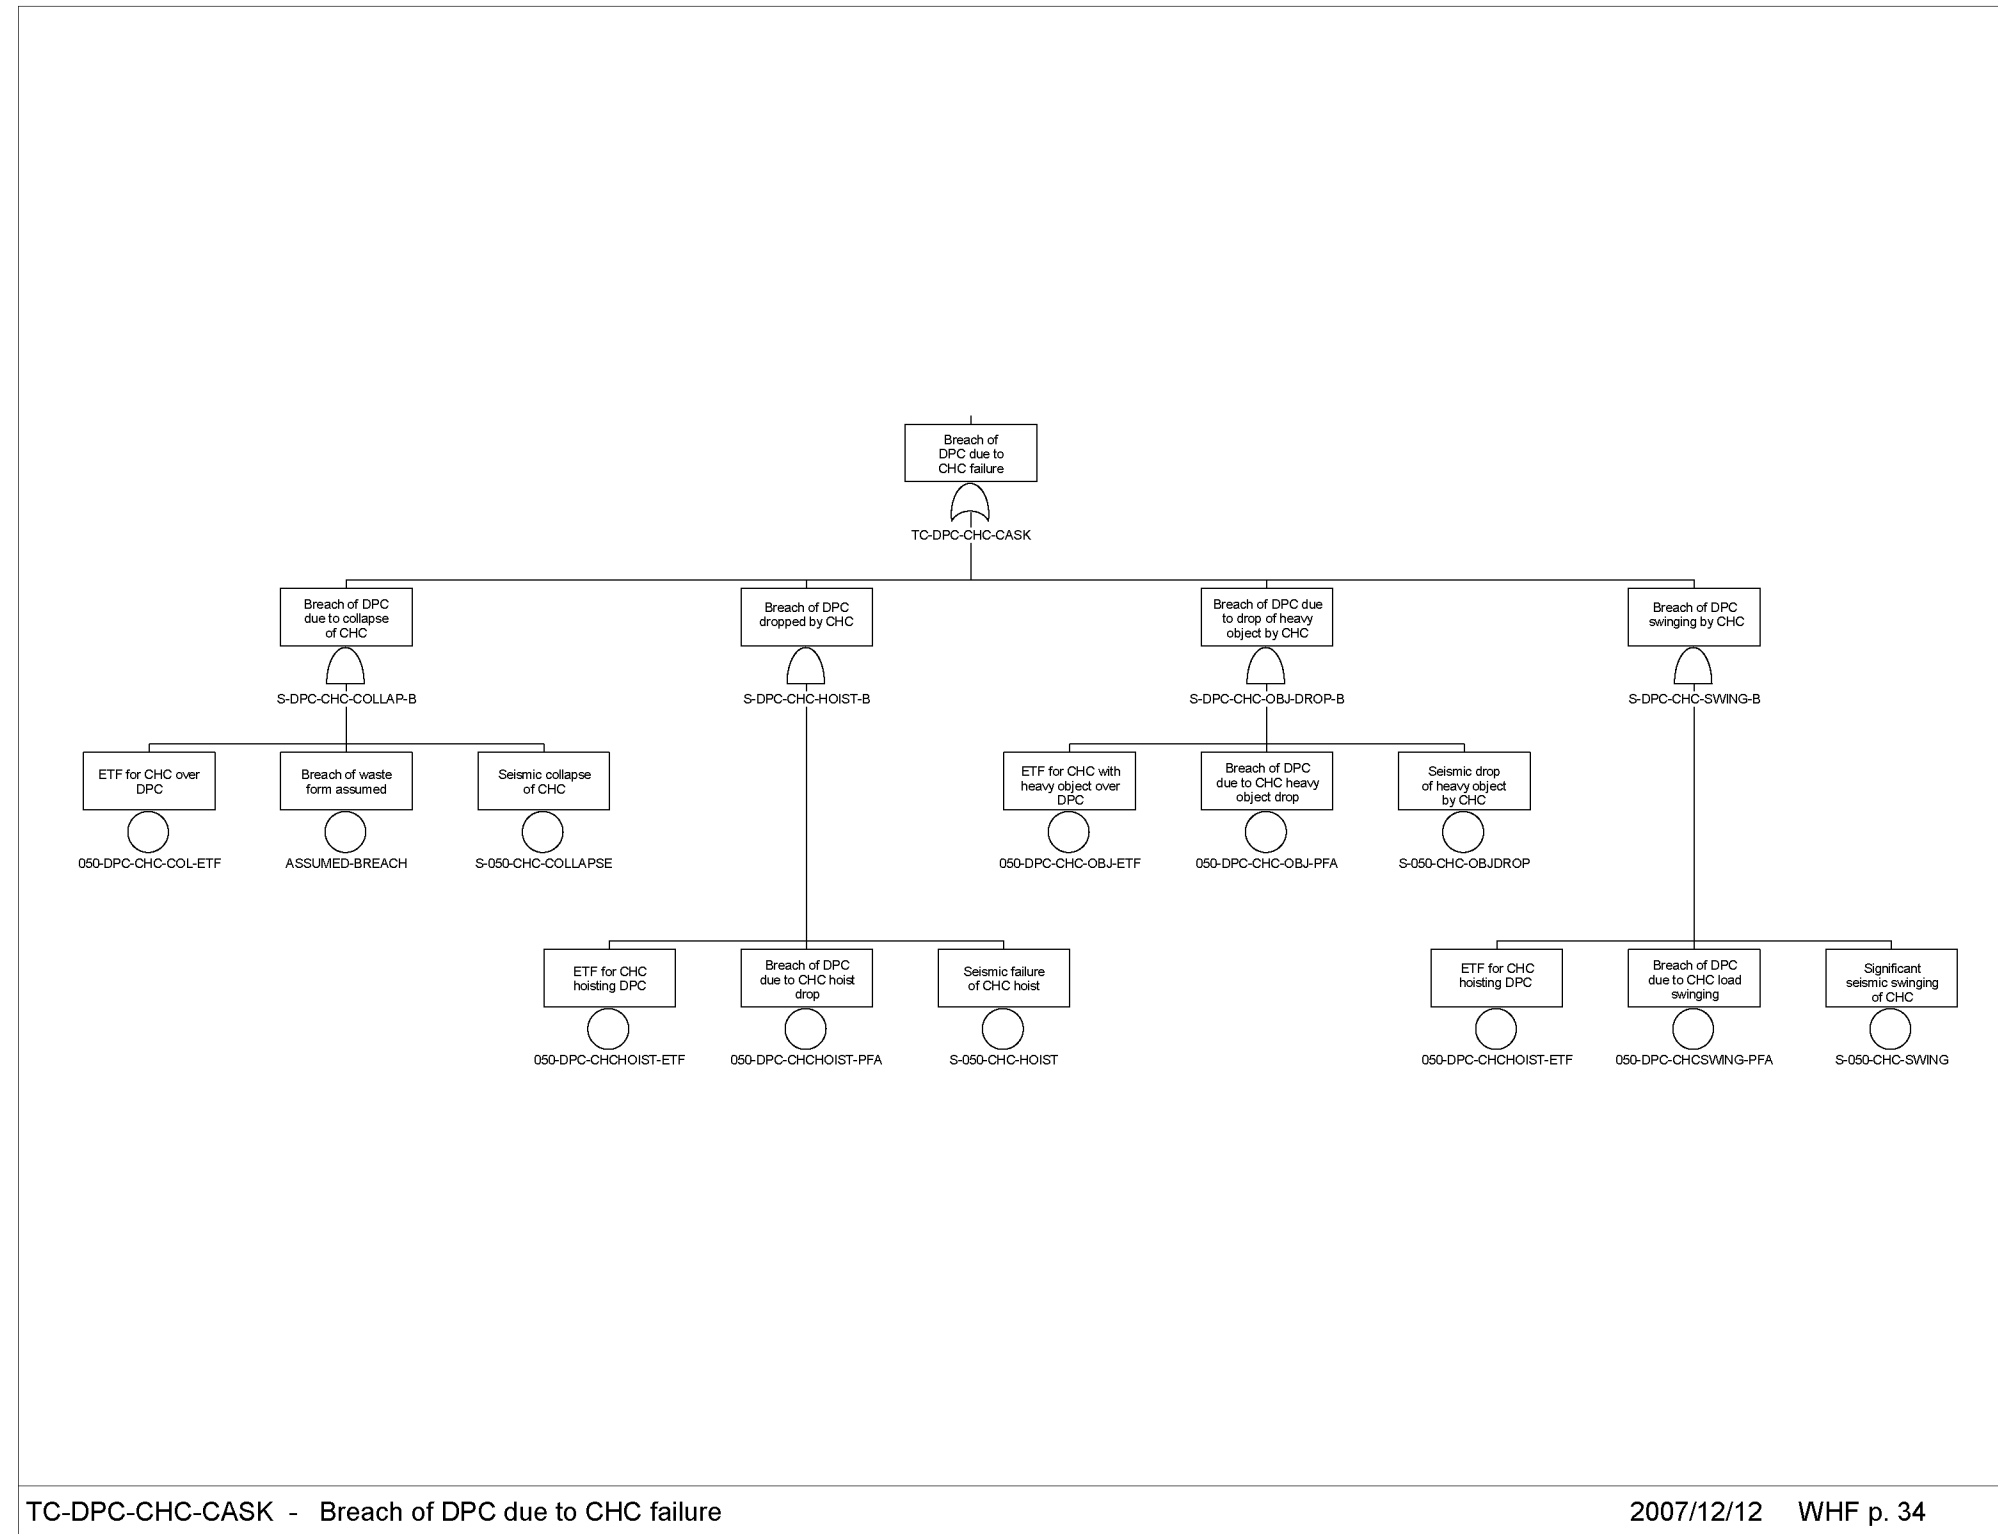 Breach of
DPC due to
CHC failure
TC-DPC-CHC-CASK
Breach of DPC
due to collapse
of CHC
S-DPC-CHC-COLLAP-B
Breach of DPC
dropped by CHC
S-DPC-CHC-HOIST-B
Breach of DPC due
to drop of heavy
object by CHC
S-DPC-CHC-OBJ-DROP-B
Breach of DPC
swinging by CHC
S-DPC-CHC-SWING-B
ETF for CHC over
DPC
050-DPC-CHC-COL-ETF
Breach of waste
form assumed
ASSUMED-BREACH
Seismic collapse
of CHC
S-050-CHC-COLLAPSE
ETF for CHC with
heavy object over
DPC
050-DPC-CHC-OBJ-ETF
Breach of DPC
due to CHC heavy
object drop
050-DPC-CHC-OBJ-PFA
Seismic drop
of heavy object
by CHC
S-050-CHC-OBJDROP
ETF for CHC
hoisting DPC
050-DPC-CHCHOIST-ETF
Breach of DPC
due to CHC hoist
drop
050-DPC-CHCHOIST-PFA
Seismic failure
of CHC hoist
S-050-CHC-HOIST
ETF for CHC
hoisting DPC
050-DPC-CHCHOIST-ETF
Breach of DPC
due to CHC load
swinging
050-DPC-CHCSWING-PFA
Significant
seismic swinging
of CHC
S-050-CHC-SWING
TC-DPC-CHC-CASK - Breach of DPC due to CHC failure
2007/12/12 WHF p. 34